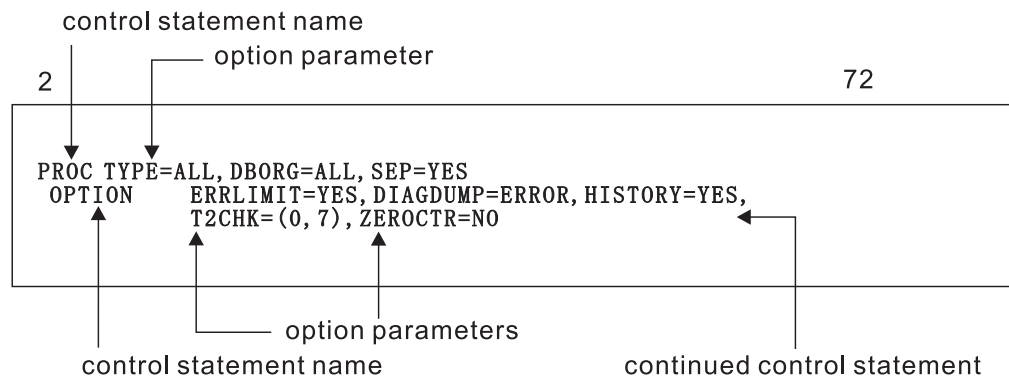 control statement name
option parameter
2 72
PROC TYPE=ALL,DBORG=ALL,SEP=YES
OPTION ERRLIMIT=YES,DIAGDUMP=ERROR,HISTORY=YES,
T2CHK=(0,7),ZEROCTR=NO
option parameters
control statement name continued control statement